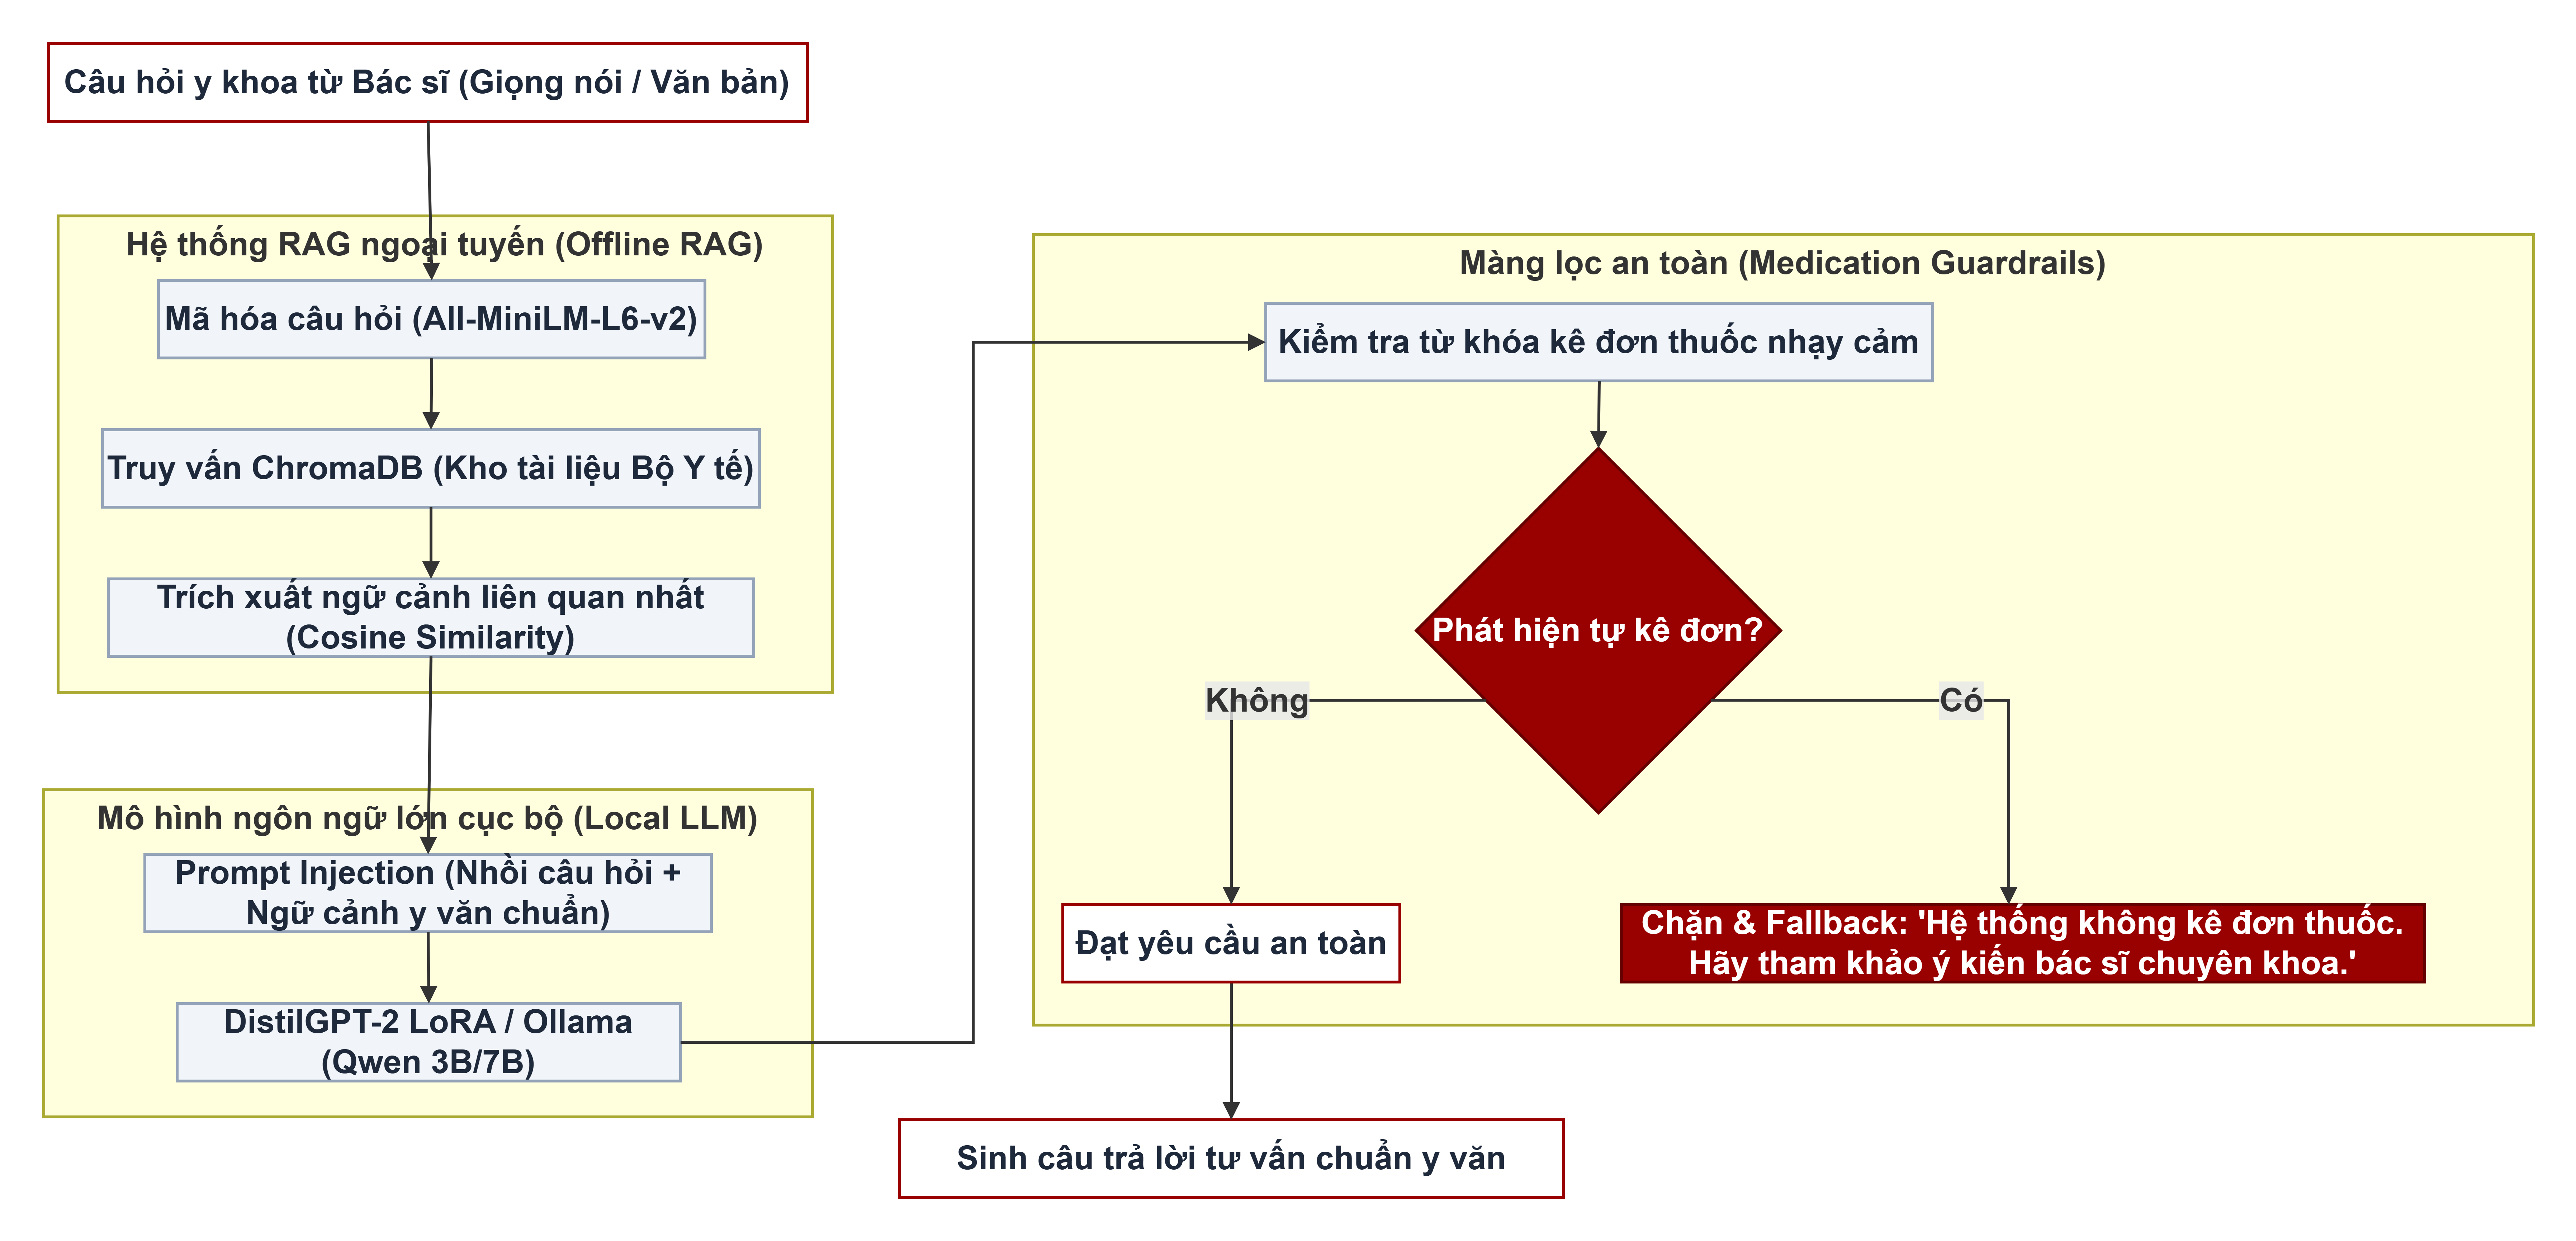 Câu hỏi y khoa từ Bác sĩ (Giọng nói / Văn bản)
Hệ thống RAG ngoại tuyến (Offline RAG)
Mã hóa câu hỏi (All-MiniLM-L6-v2)
Truy vấn ChromaDB (Kho tài liệu Bộ Y tế)
Trích xuất ngữ cảnh liên quan nhất
(Cosine Similarity)
Mô hình ngôn ngữ lớn cục bộ (Local LLM)
Prompt Injection (Nhồi câu hỏi +
Ngữ cảnh y văn chuẩn)
DistilGPT-2 LoRA / Ollama
(Qwen 3B/7B)
Màng lọc an toàn (Medication Guardrails)
Kiểm tra từ khóa kê đơn thuốc nhạy cảm
Phát hiện tự kê đơn?
Không
Có
Đạt yêu cầu an toàn
Chặn & Fallback: 'Hệ thống không kê đơn thuốc.
Hãy tham khảo ý kiến bác sĩ chuyên khoa.'
Sinh câu trả lời tư vấn chuẩn y văn